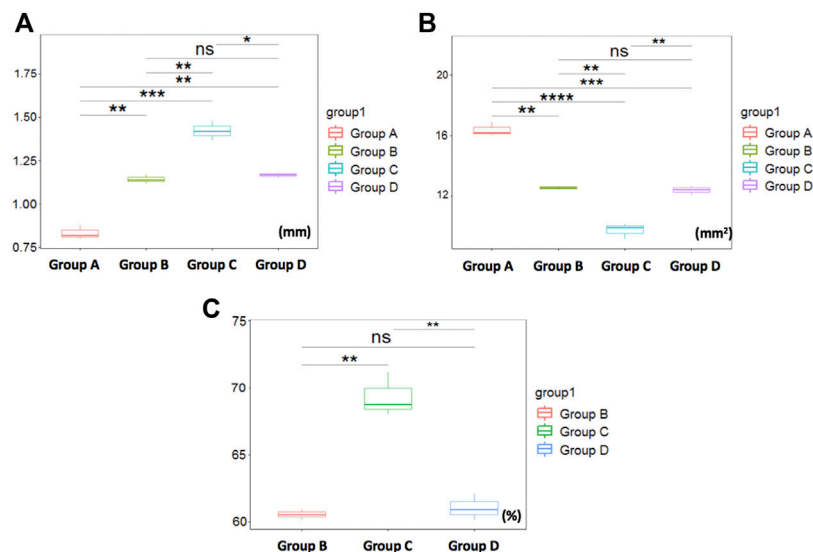 A
*
ns
**
**
***
**
1.75
1.50
1.25
1.00
0.75
(mm)
Group A Group B Group C Group D
group1
Group A
Group B
Group C
Group D
B
**
ns
**
***
****
**
20
16
12
(mm²)
Group A Group B Group C Group D
group1
Group A
Group B
Group C
Group D
C
**
ns
**
75
70
65
60
(%)
Group B Group C Group D
group1
Group B
Group C
Group D